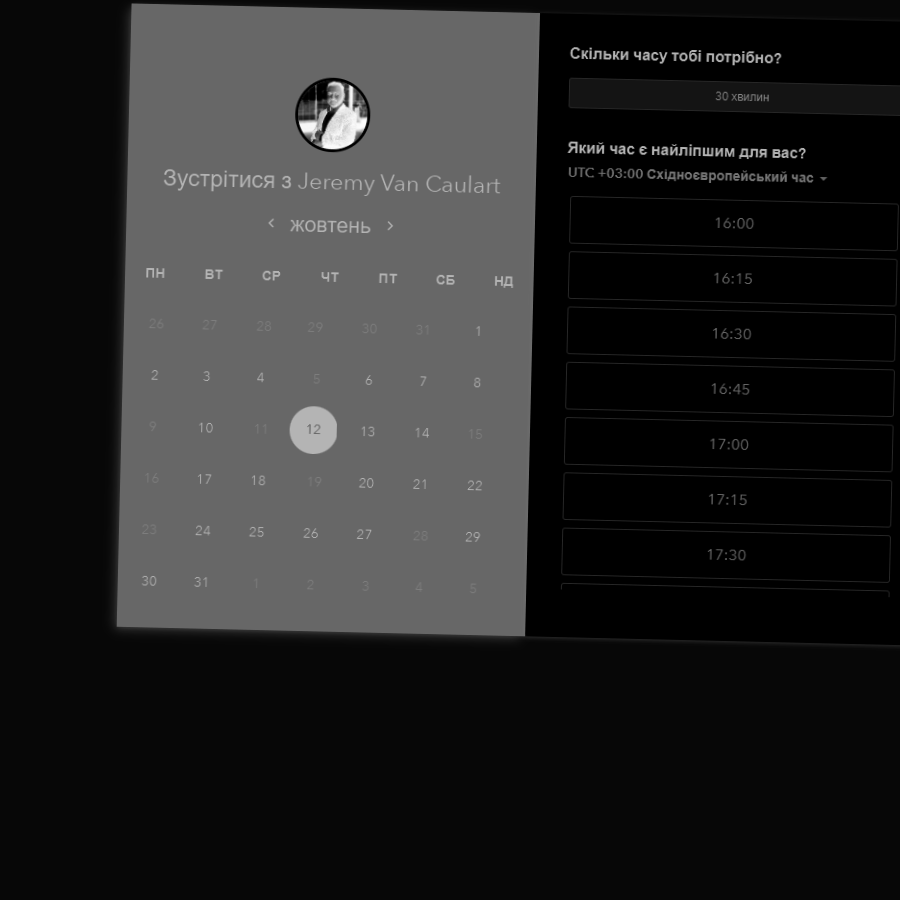 Зустрітися з Jeremy Van Caulart
‹ жовтень ›
ПН ВТ СР ЧТ ПТ СБ НД
26 27 28 29 30 31 1
2 3 4 5 6 7 8
9 10 11 12 13 14 15
16 17 18 19 20 21 22
23 24 25 26 27 28 29
30 31 1 2 3 4 5
Скільки часу тобі потрібно?
30 хвилин
Який час є найліпшим для вас?
UTC +03:00 Східноєвропейський час
16:00
16:15
16:30
16:45
17:00
17:15
17:30